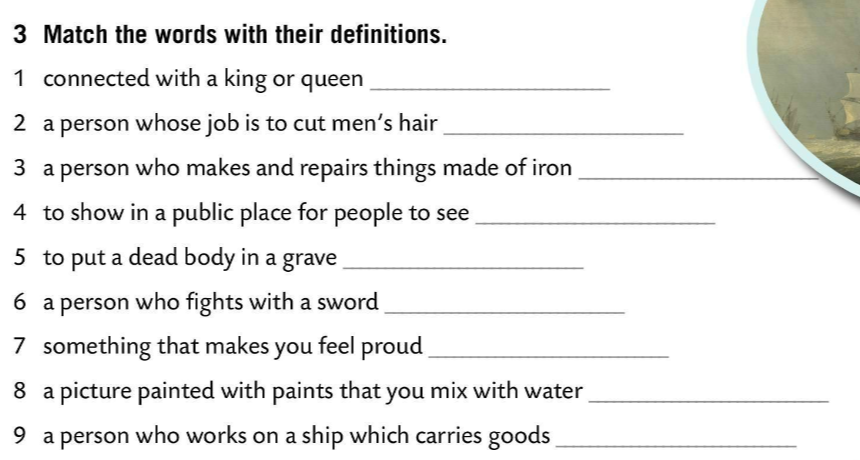 3 Match the words with their definitions.
1 connected with a king or queen
2 a person whose job is to cut men's hair
3 a person who makes and repairs things made of iron
4 to show in a public place for people to see
5 to put a dead body in a grave
6 a person who fights with a sword
7 something that makes you feel proud
8 a picture painted with paints that you mix with water
9 a person who works on a ship which carries goods